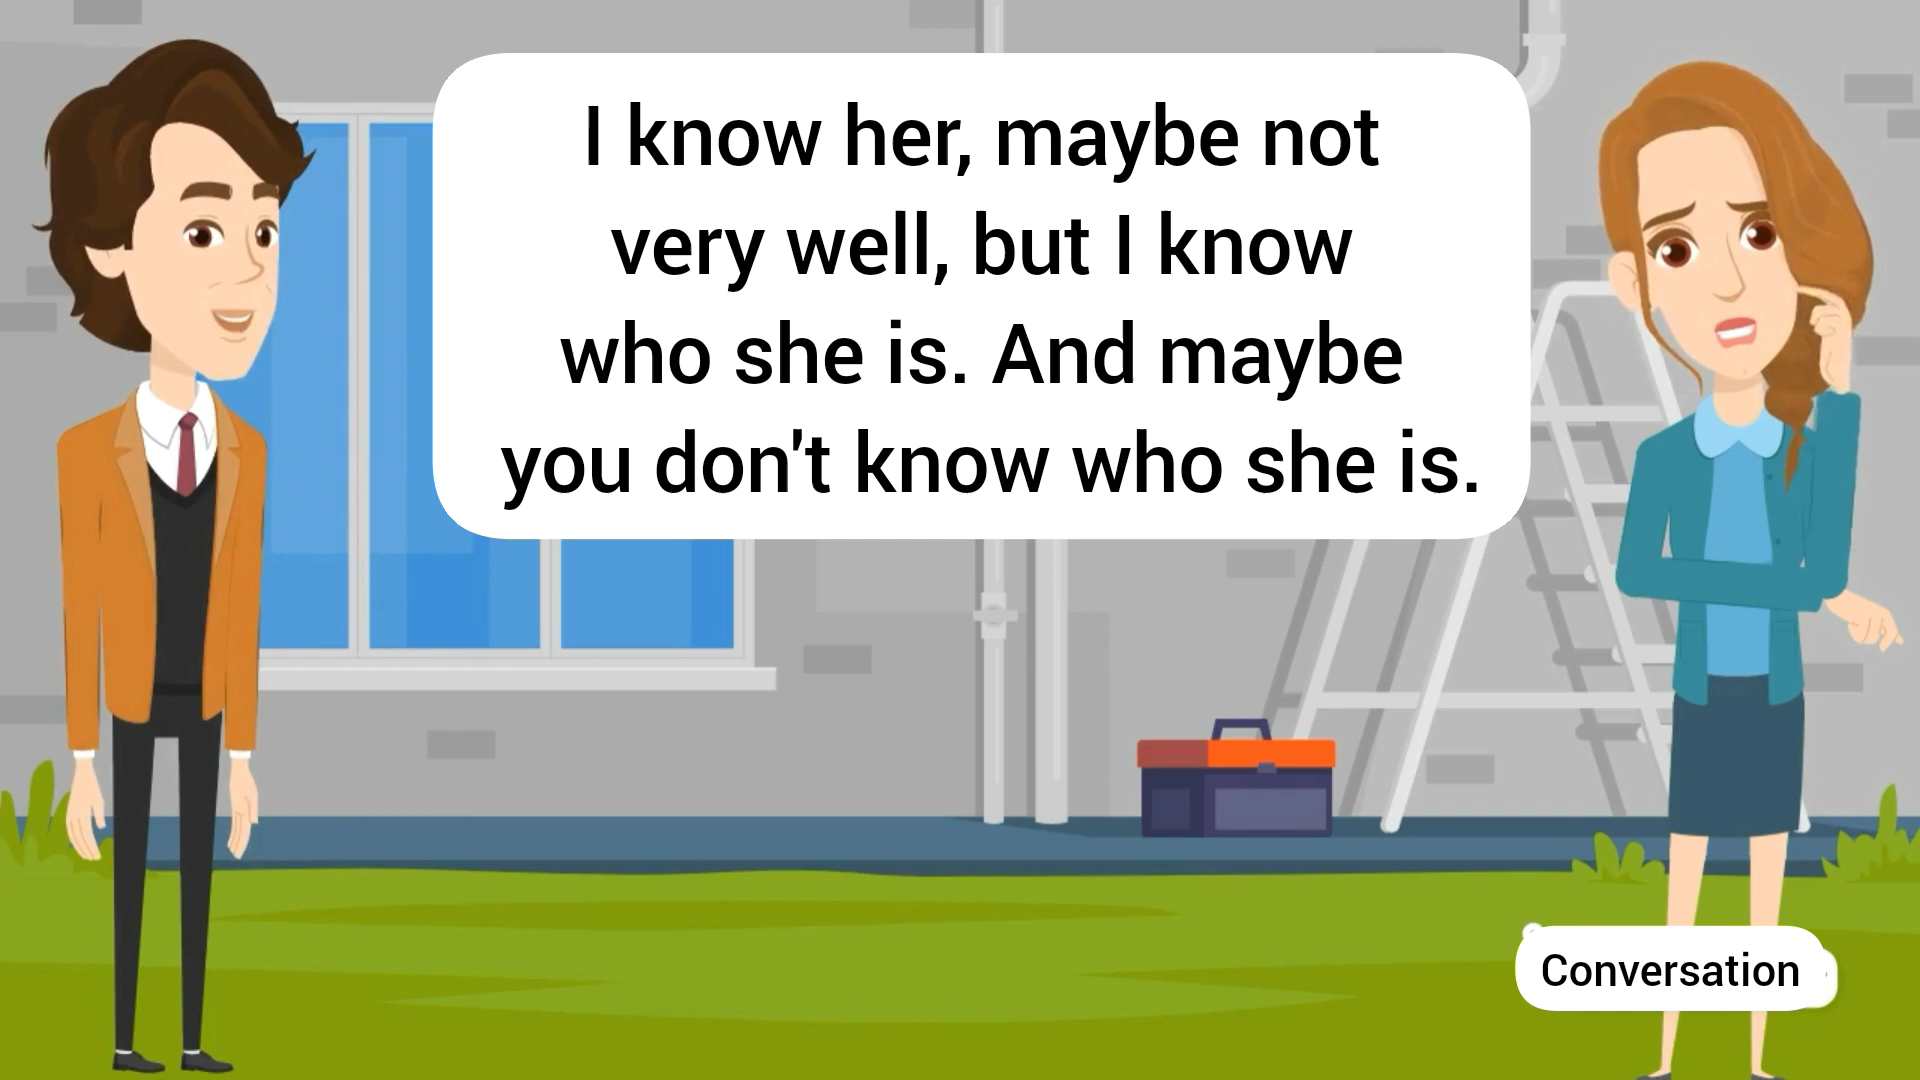 I know her, maybe not
very well, but I know
who she is. And maybe
you don't know who she is.
Conversation